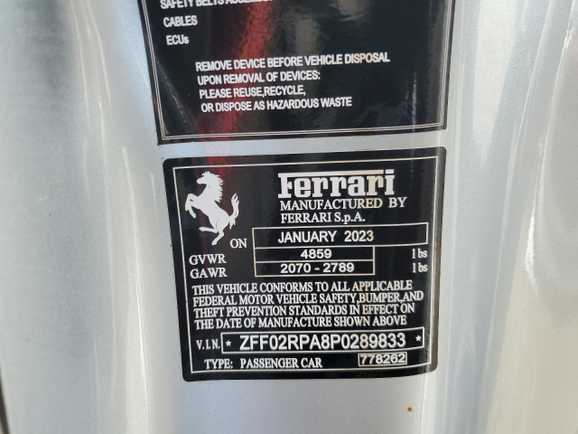 SAFETY BELTS ASSEMB
CABLES
ECUs
REMOVE DEVICE BEFORE VEHICLE DISPOSAL
UPON REMOVAL OF DEVICES:
PLEASE REUSE,RECYCLE,
OR DISPOSE AS HAZARDOUS WASTE
Ferrari
MANUFACTURED BY
FERRARI S.p.A.
ON JANUARY 2023
GVWR 4859 lbs
GAWR 2070 - 2789 lbs
THIS VEHICLE CONFORMS TO ALL APPLICABLE
FEDERAL MOTOR VEHICLE SAFETY,BUMPER,AND
THEFT PREVENTION STANDARDS IN EFFECT ON
THE DATE OF MANUFACTURE SHOWN ABOVE
V.I.N. * ZFF02RPA8P0289833 *
TYPE: PASSENGER CAR 778262